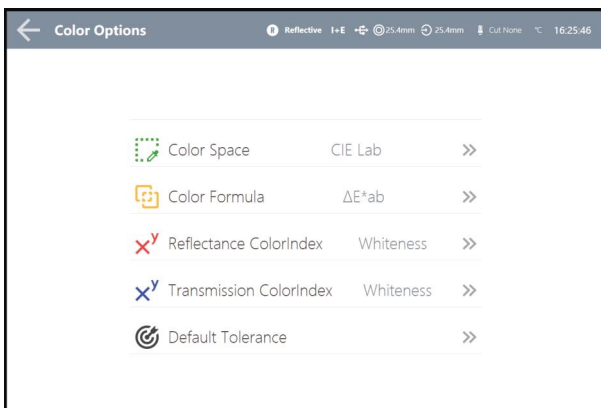 Color Options Reflective I+E 25.4mm 25.4mm Cut None ℃ 16:25:46
Color Space CIE Lab
Color Formula ΔE*ab
Reflectance ColorIndex Whiteness
Transmission ColorIndex Whiteness
Default Tolerance